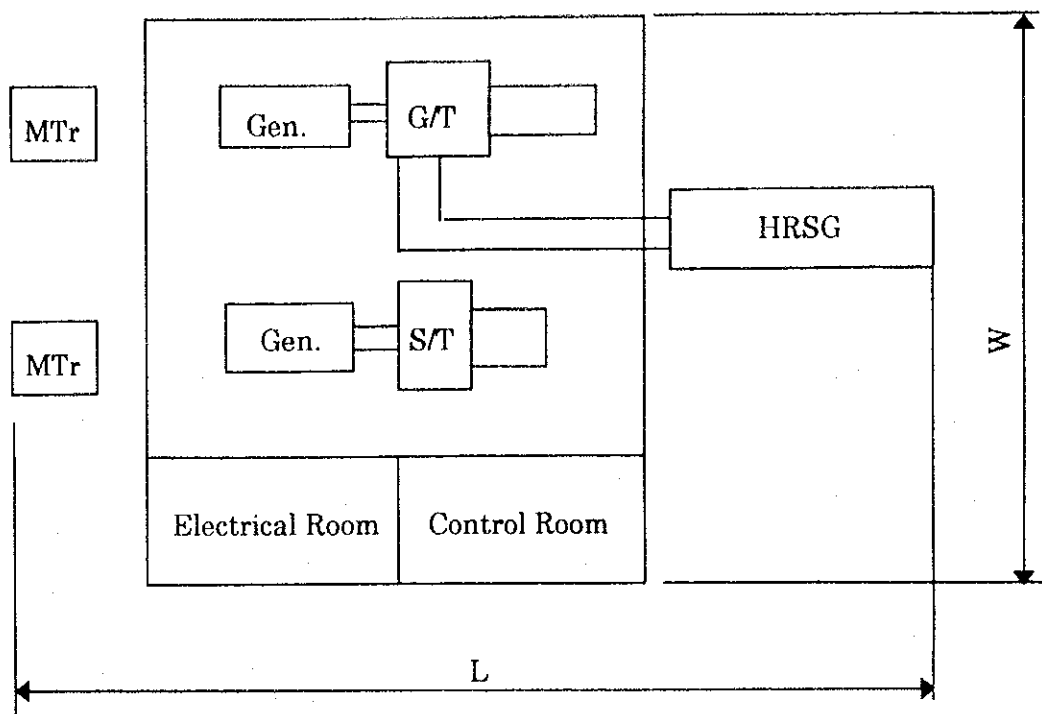 MTr
Gen.
G/T
HRSG
MTr
Gen.
S/T
W
Electrical Room
Control Room
L